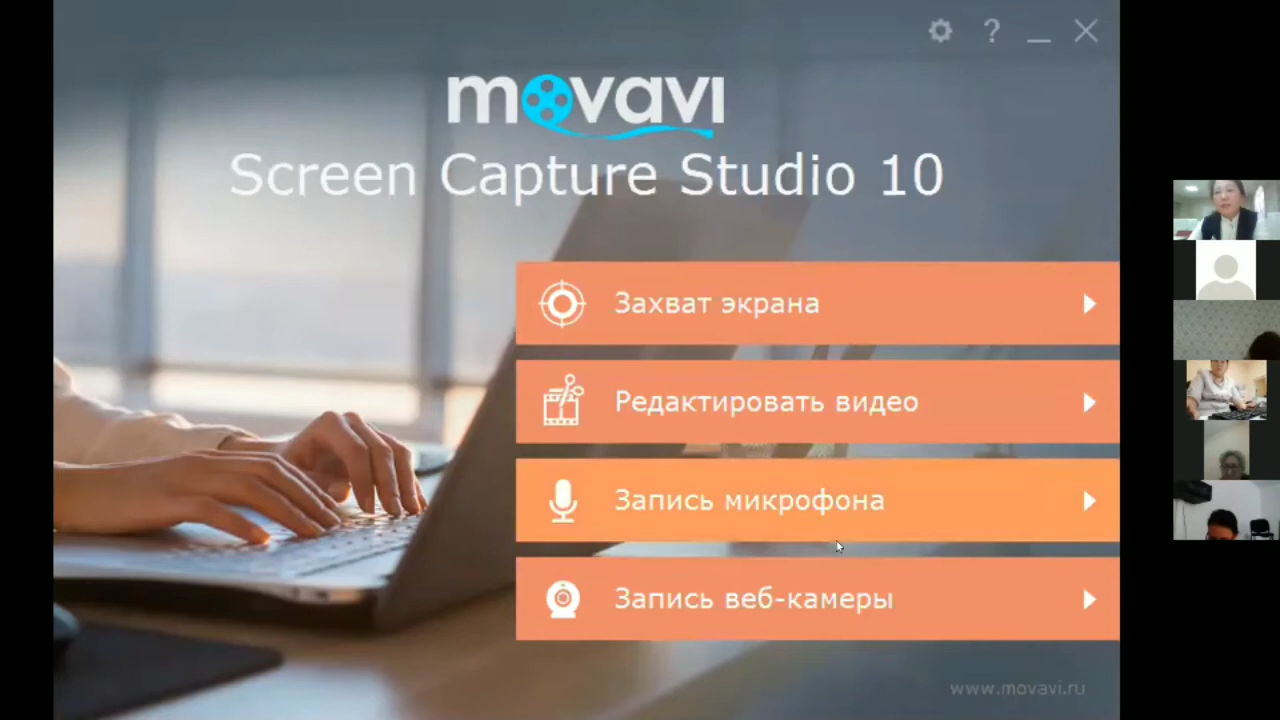 ?
movavi
Screen Capture Studio 10
Захват экрана
Редактировать видео
Запись микрофона
Запись веб-камеры
www.movavi.ru